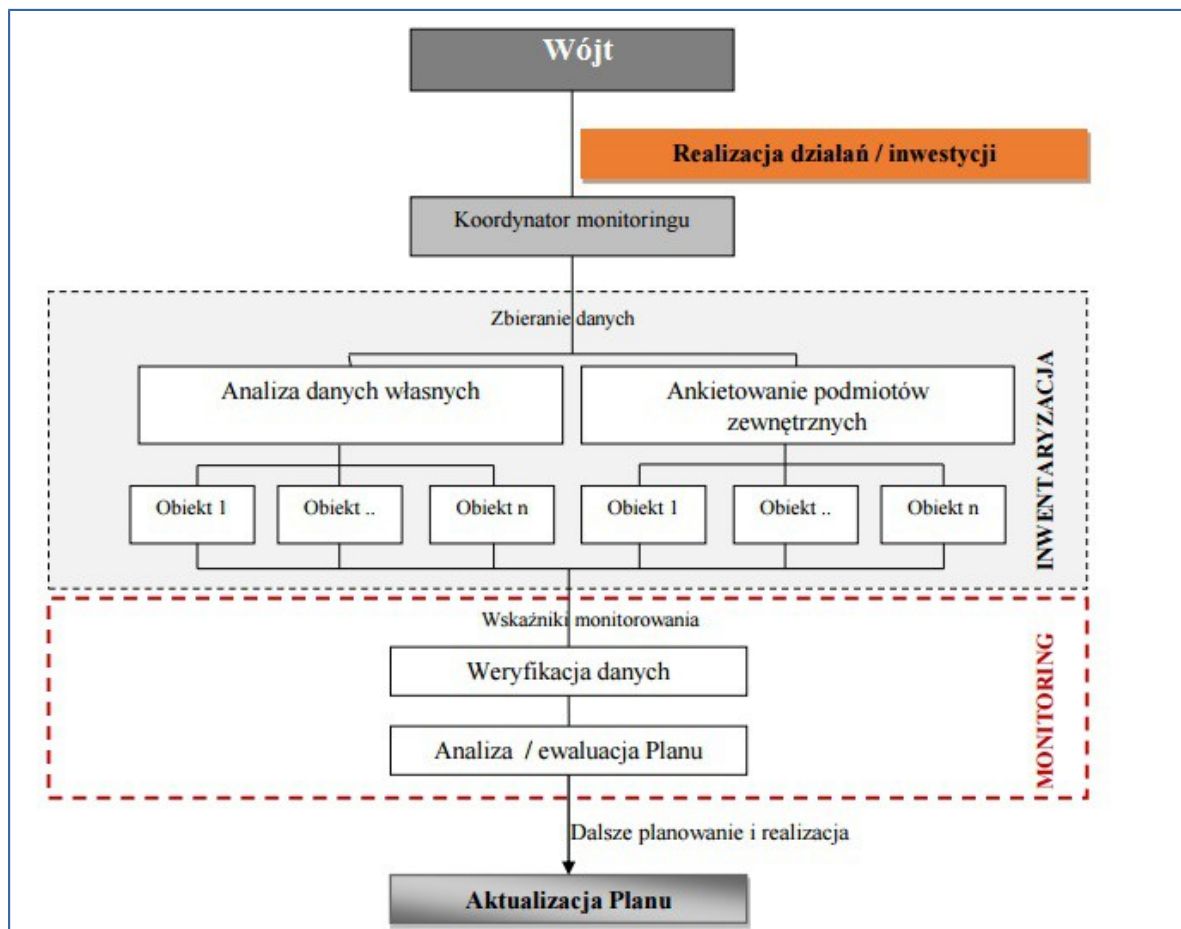 Wójt
Realizacja działań / inwestycji
Koordynator monitoringu
Zbieranie danych
Analiza danych własnych
Ankietowanie podmiotów
zewnętrznych
Obiekt 1
Obiekt ..
Obiekt n
Obiekt 1
Obiekt ..
Obiekt n
INWENTARYZACJA
Wskaźniki monitorowania
Weryfikacja danych
Analiza / ewaluacja Planu
MONITORING
Dalsze planowanie i realizacja
Aktualizacja Planu